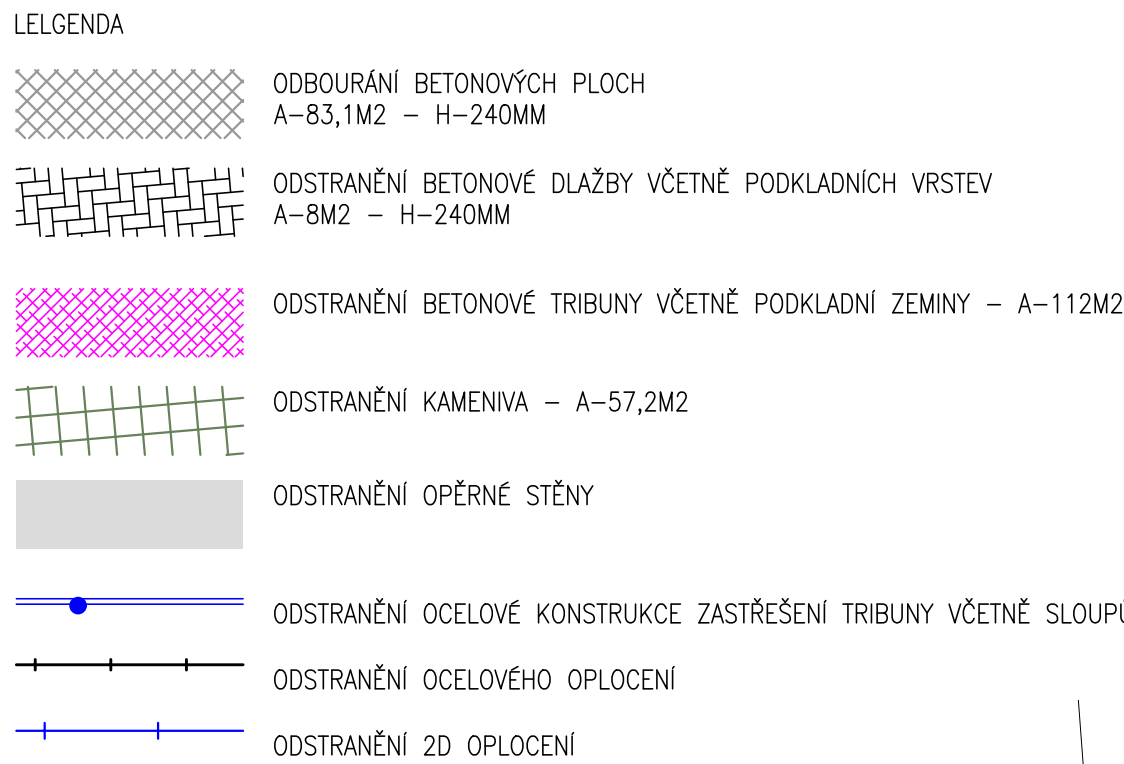 LELGENDA
ODBOURÁNÍ BETONOVÝCH PLOCH
A-83,1M2 - H-240MM
ODSTRANĚNÍ BETONOVÉ DLAŽBY VČETNĚ PODKLADNÍCH VRSTEV
A-8M2 - H-240MM
ODSTRANĚNÍ BETONOVÉ TRIBUNY VČETNĚ PODKLADNÍ ZEMINY - A-112M2
ODSTRANĚNÍ KAMENIVA - A-57,2M2
ODSTRANĚNÍ OPĚRNÉ STĚNY
ODSTRANĚNÍ OCELOVÉ KONSTRUKCE ZASTŘEŠENÍ TRIBUNY VČETNĚ SLOUPŮ
ODSTRANĚNÍ OCELOVÉHO OPLOCENÍ
ODSTRANĚNÍ 2D OPLOCENÍ